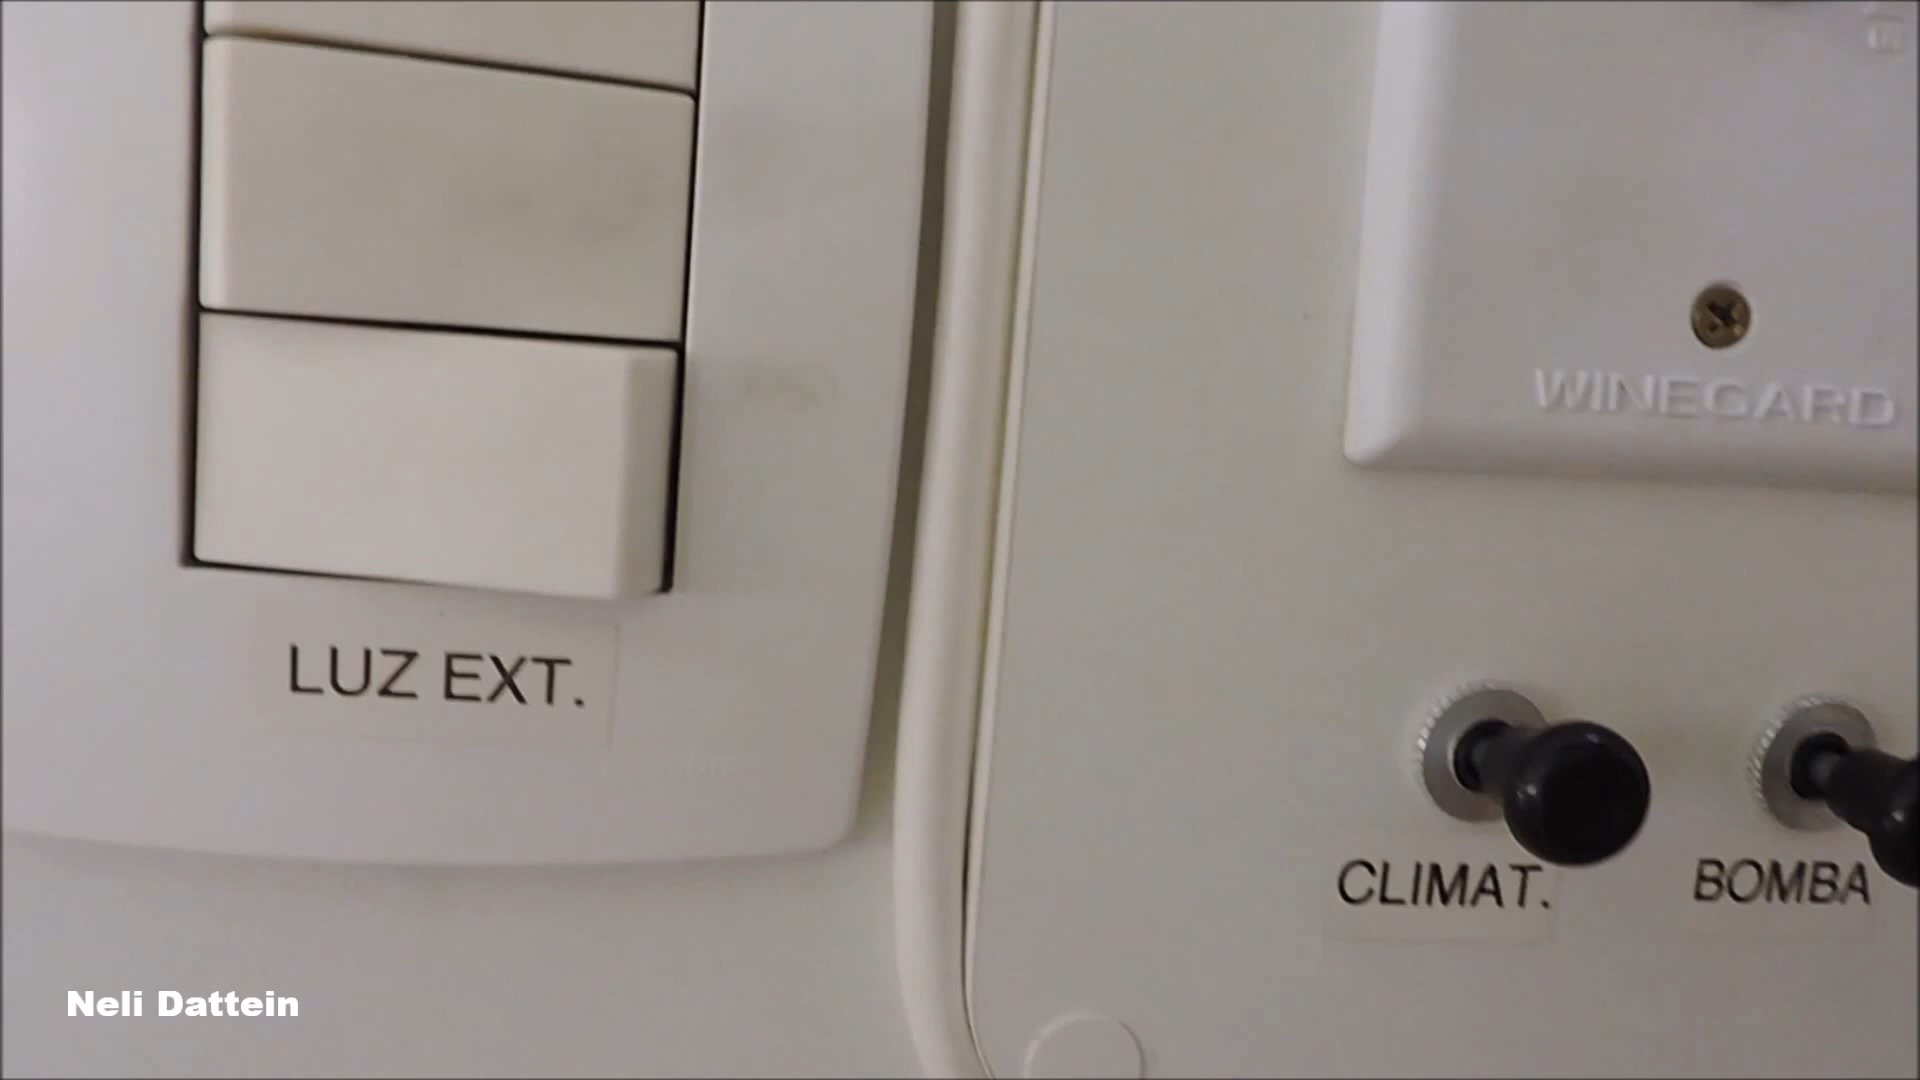 WINEGARD
LUZ EXT.
CLIMAT.
BOMBA
Neli Dattein